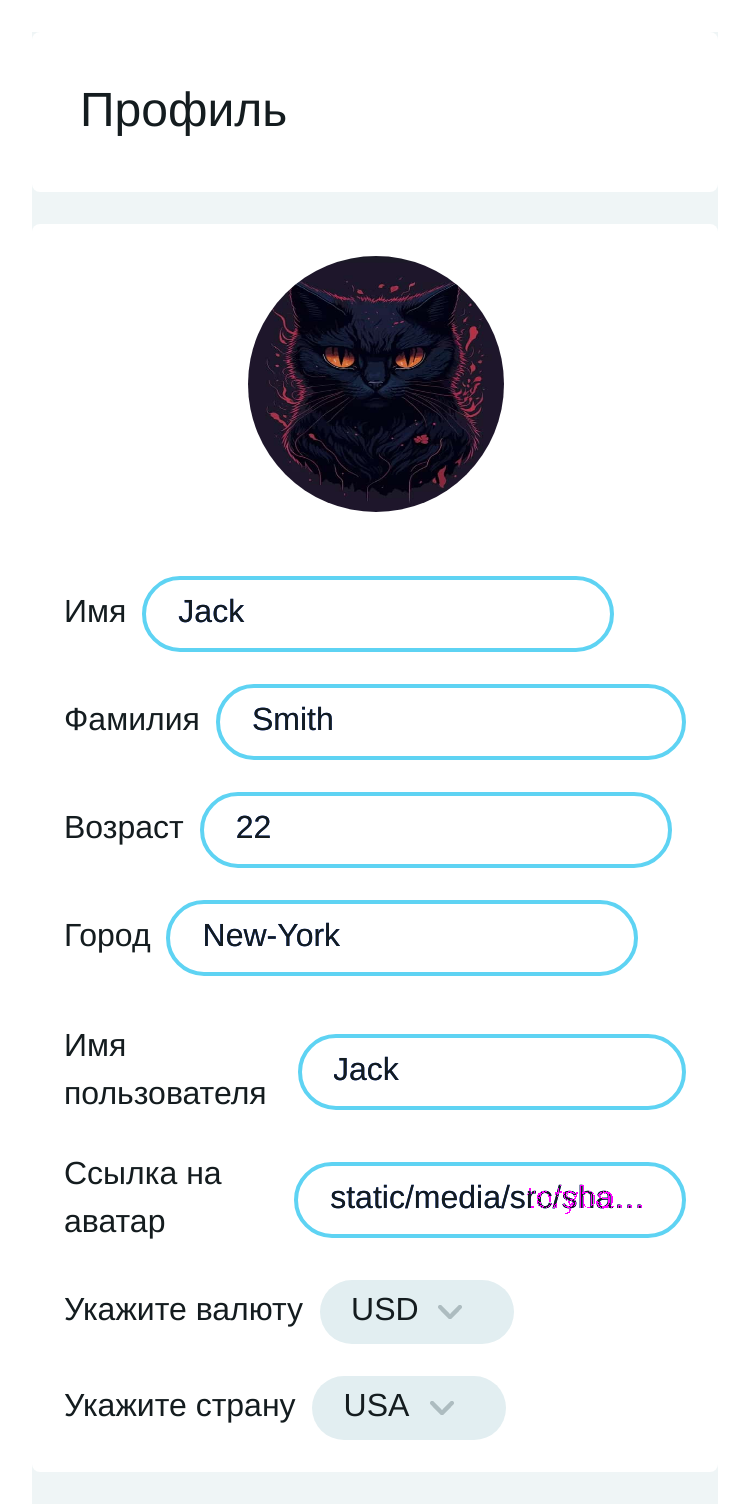 Профиль
Имя Jack
Фамилия Smith
Возраст 22
Город New-York
Имя
пользователя Jack
Ссылка на
аватар static/media/src/sha...
Укажите валюту USD
Укажите страну USA